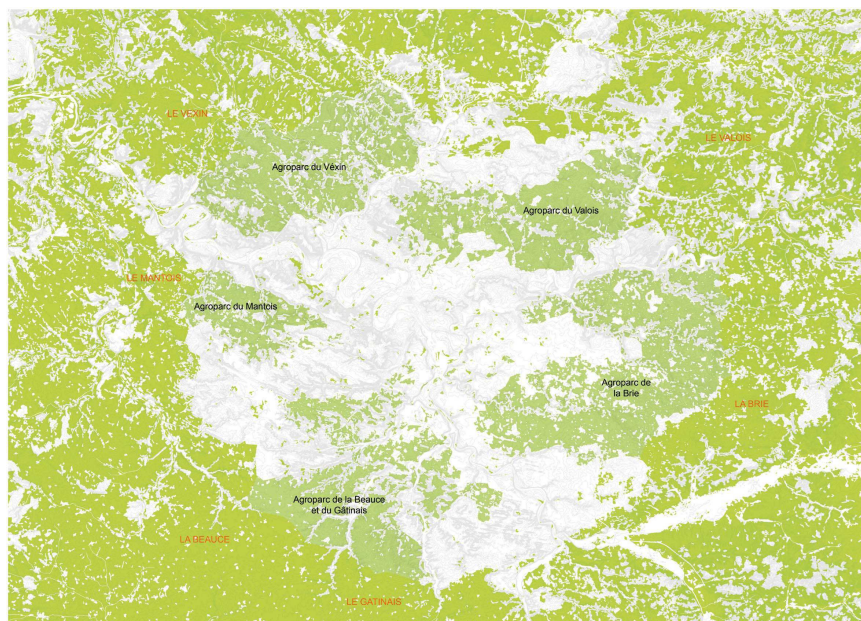 LE VEXIN
LE VALOIS
Agroparc du Véxin
Agroparc du Valois
LE MANTOIS
Agroparc du Mantois
Agroparc de
la Brie
LA BRIE
Agroparc de la Beauce
et du Gâtinais
LA BEAUCE
LE GATINAIS